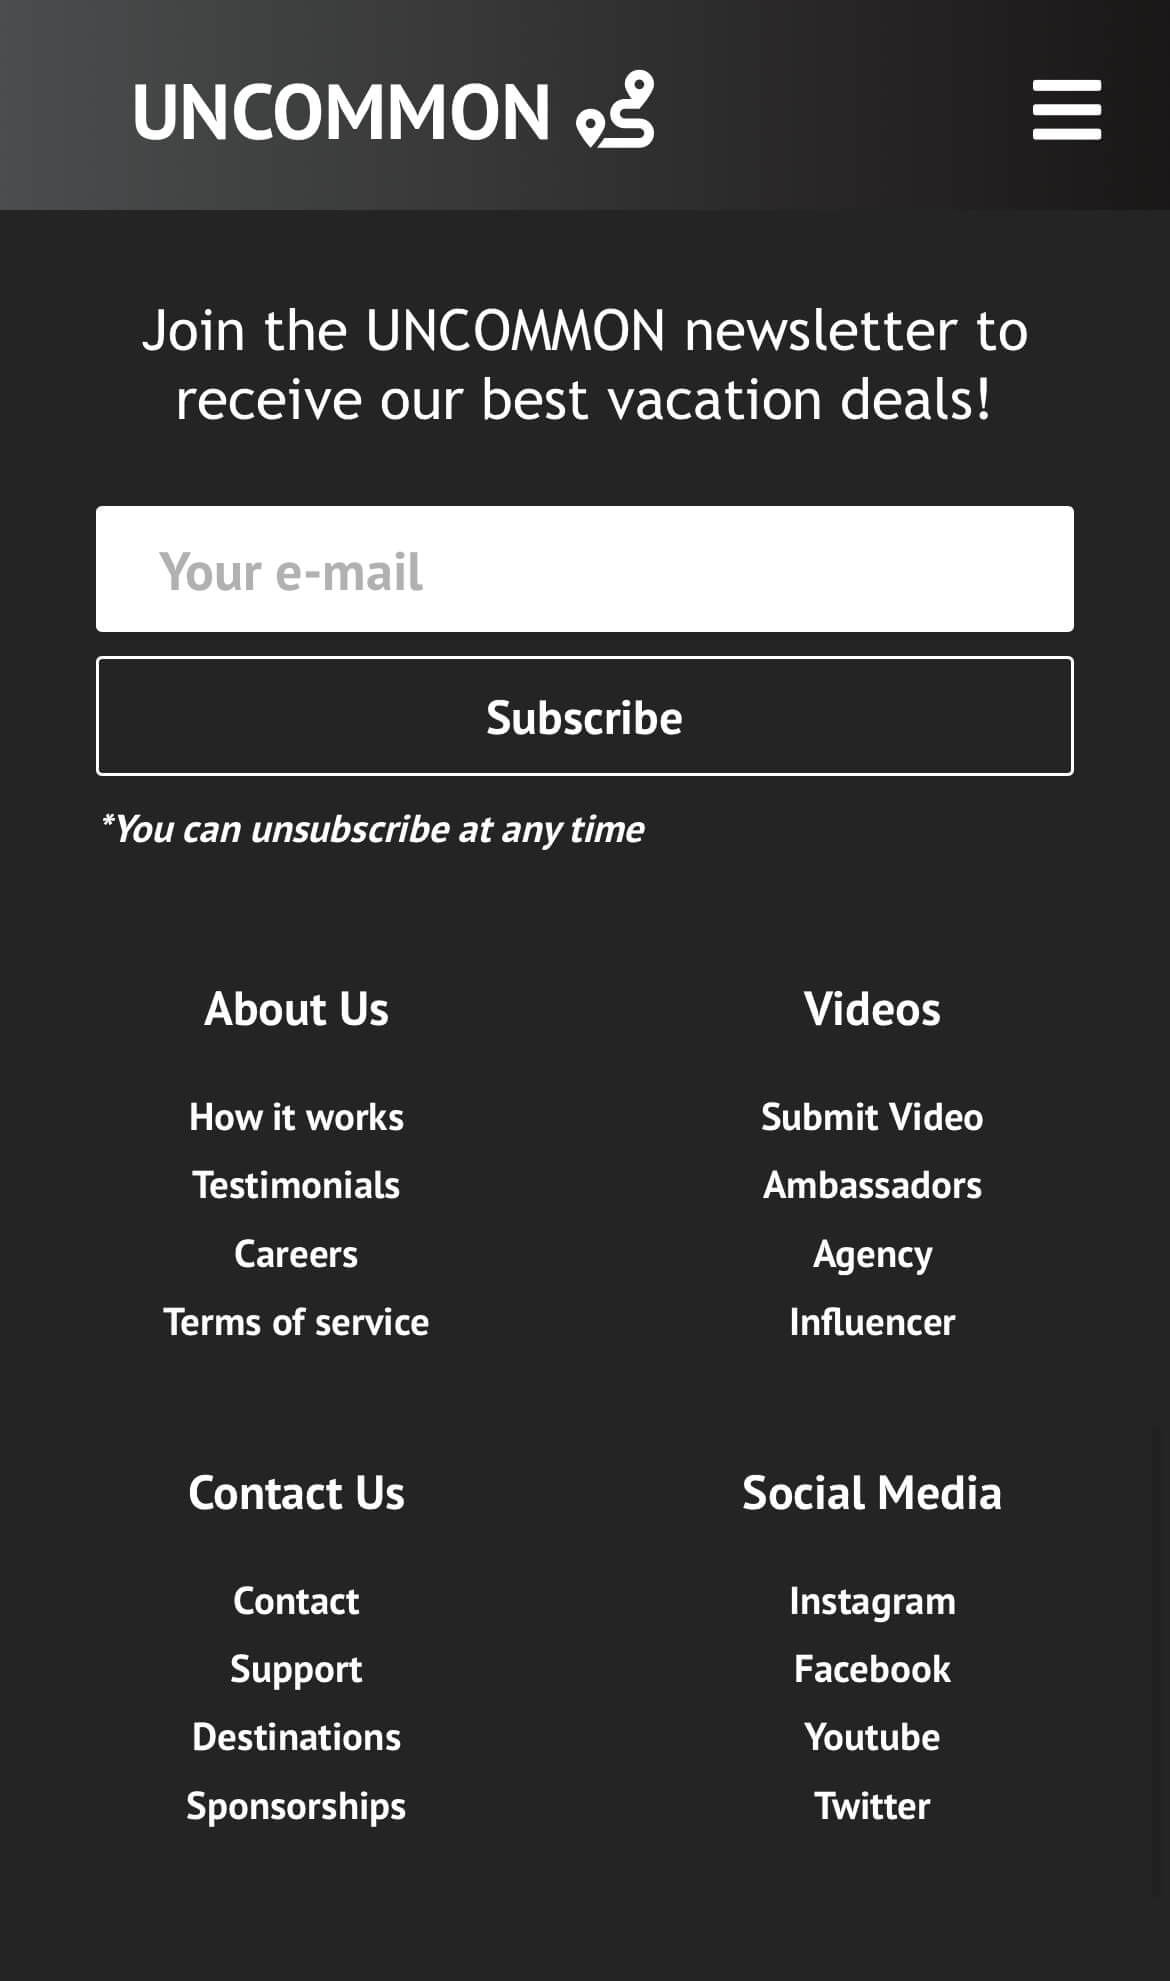 UNCOMMON
Join the UNCOMMON newsletter to
receive our best vacation deals!
Your e-mail
Subscribe
*You can unsubscribe at any time
About Us
How it works
Testimonials
Careers
Terms of service
Videos
Submit Video
Ambassadors
Agency
Influencer
Contact Us
Contact
Support
Destinations
Sponsorships
Social Media
Instagram
Facebook
Youtube
Twitter